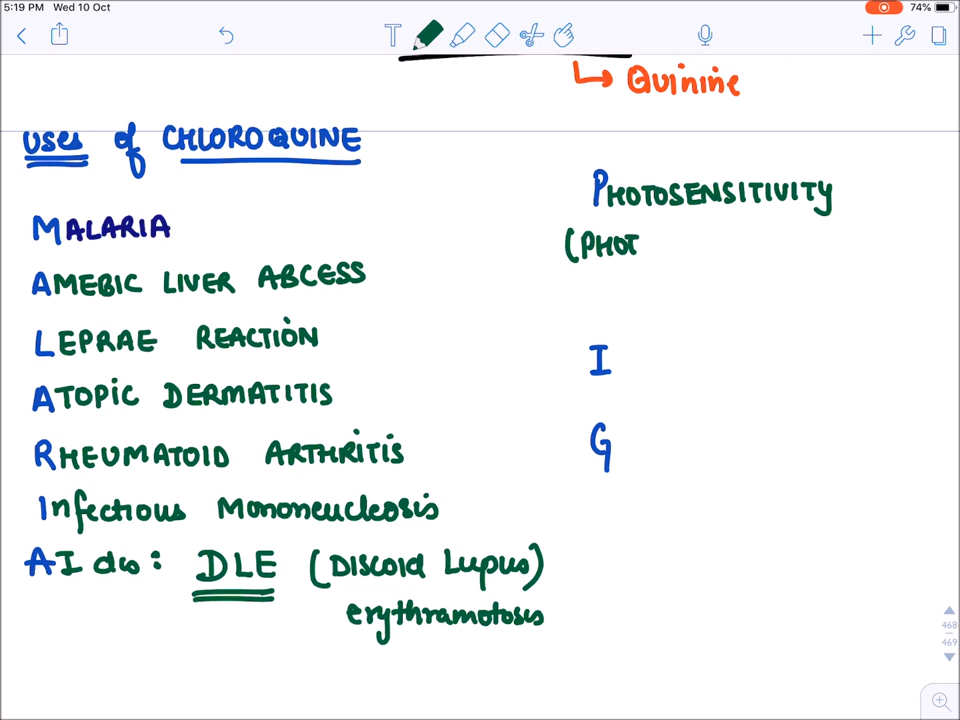 5:19 PM Wed 10 Oct
74%
T
Quinine
Uses of CHLOROQUINE
PHOTOSENSITIVITY
(PHOT
MALARIA
AMEBIC LIVER ABCESS
LEPRAE REACTION
I
ATOPIC DERMATITIS
G
RHEUMATOID ARTHRITIS
Infectious Mononucleosis
AI dis: DLE (Discoid Lupus)
erythramotosis
468
469